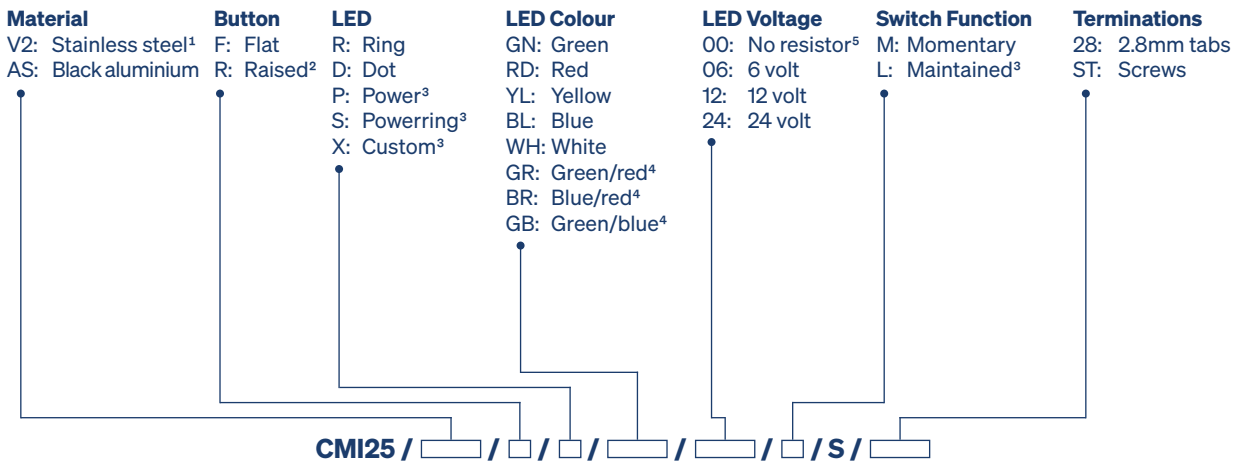 Material
V2: Stainless steel¹
AS: Black aluminium
Button
F: Flat
R: Raised²
LED
R: Ring
D: Dot
P: Power³
S: Powerring³
X: Custom³
LED Colour
GN: Green
RD: Red
YL: Yellow
BL: Blue
WH: White
GR: Green/red⁴
BR: Blue/red⁴
GB: Green/blue⁴
LED Voltage
00: No resistor⁵
06: 6 volt
12: 12 volt
24: 24 volt
Switch Function
M: Momentary
L: Maintained³
Terminations
28: 2.8mm tabs
ST: Screws
CMI25 / / / / / / / S /